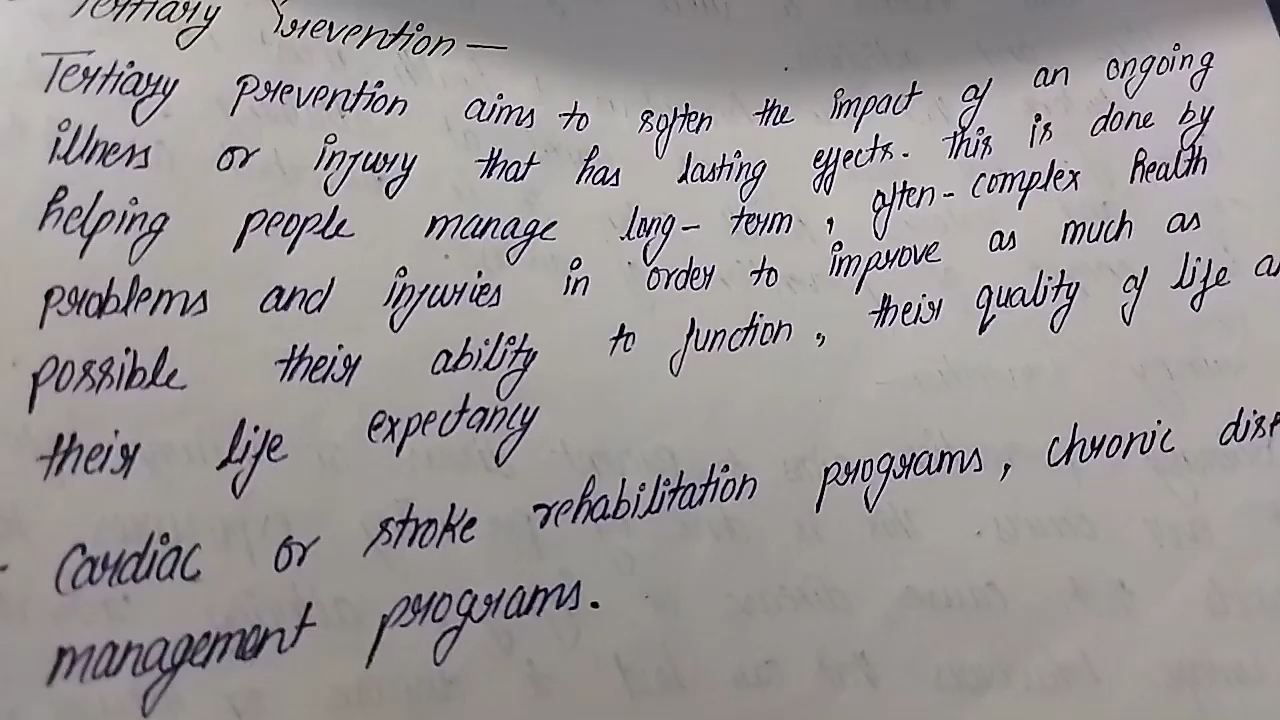 Tertiary Prevention —
Tertiary prevention aims to soften the impact of an ongoing
illness or injury that has lasting effects. this is done by
helping people manage long- term, often-complex health
problems and injuries in order to improve as much as
possible their ability to function, their quality of life
their life expectancy
- Cardiac or stroke rehabilitation programs, chronic
management programs.